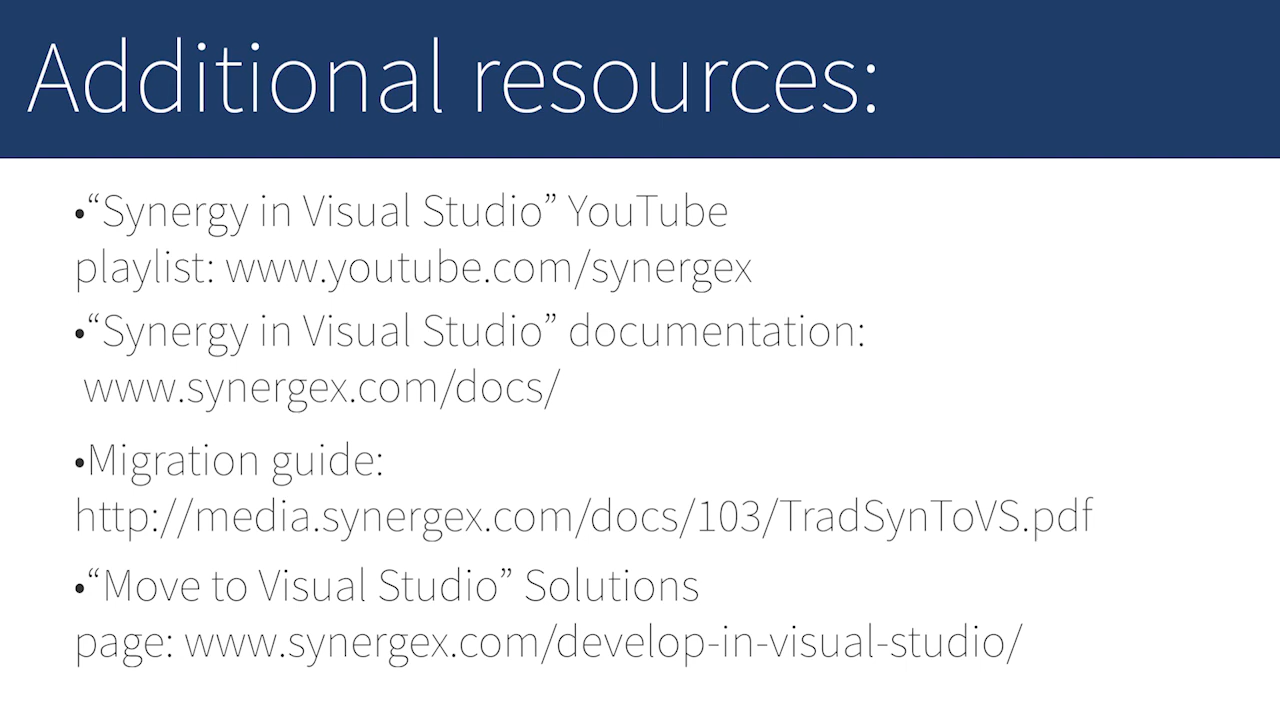 Additional resources:
•“Synergy in Visual Studio” YouTube
playlist: www.youtube.com/synergex
•“Synergy in Visual Studio” documentation:
www.synergex.com/docs/
•Migration guide:
http://media.synergex.com/docs/103/TradSynToVS.pdf
•“Move to Visual Studio” Solutions
page: www.synergex.com/develop-in-visual-studio/